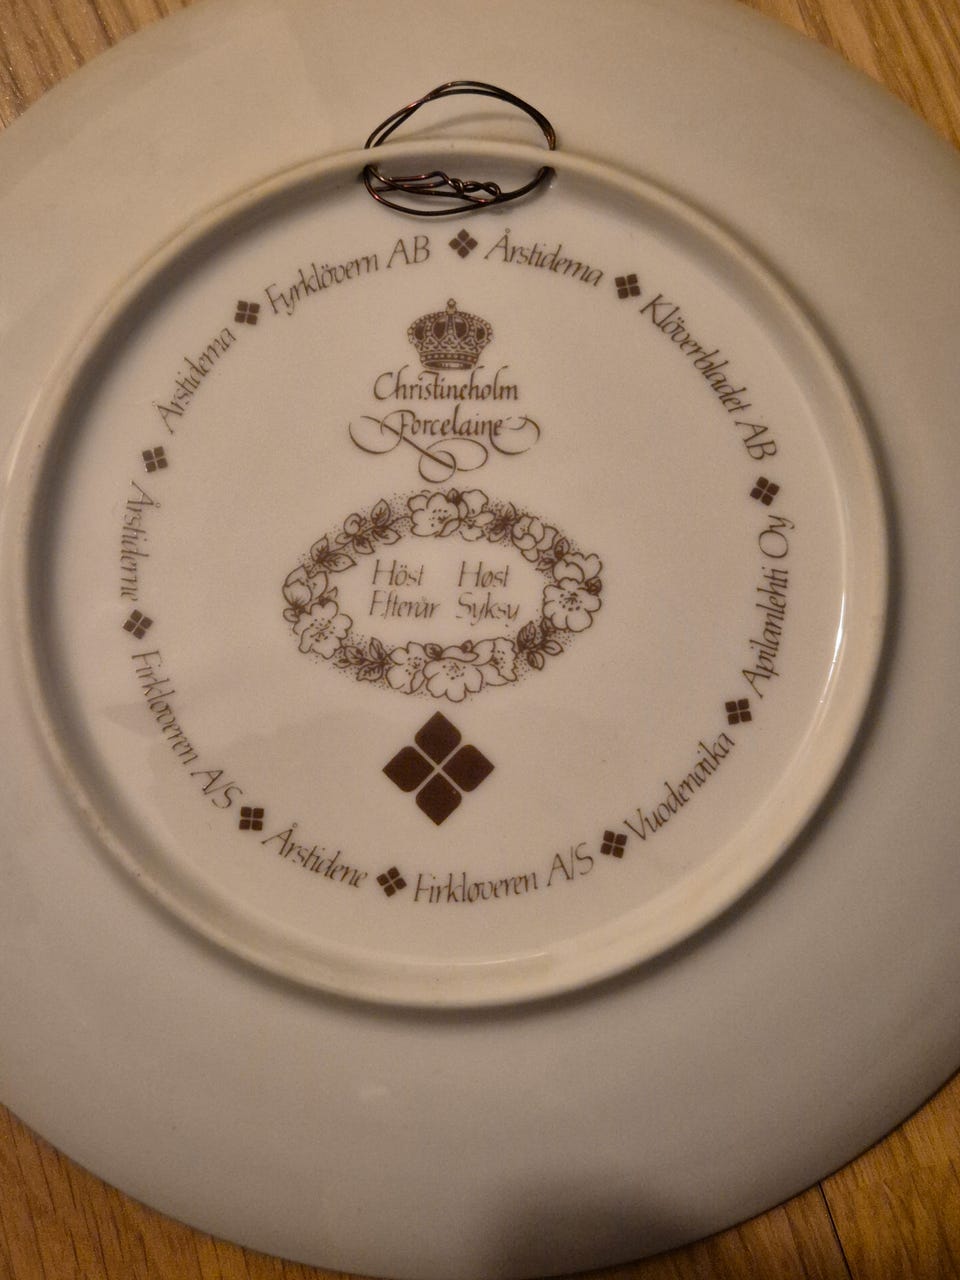 Christineholm
Porcelaine
Höst Høst
Efterår Syksy
Fyrklövern AB
Årstiderna
Klöverbladet AB
Apilanlehti Oy
Vuodenaika
Firkløveren A/S
Årstidene
Firkløveren A/S
Årstiderne
Årstiderna